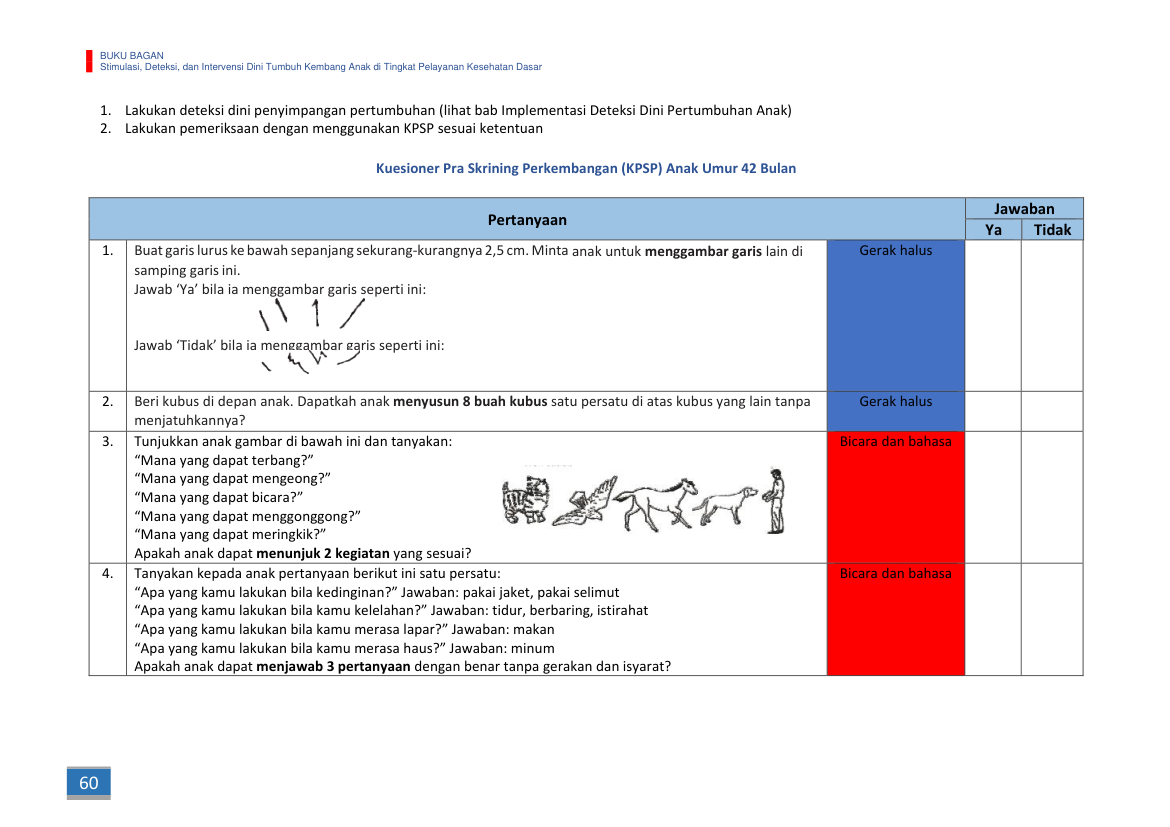 BUKU BAGAN
Stimulasi, Deteksi, dan Intervensi Dini Tumbuh Kembang Anak di Tingkat Pelayanan Kesehatan Dasar
1. Lakukan deteksi dini penyimpangan pertumbuhan (lihat bab Implementasi Deteksi Dini Pertumbuhan Anak)
2. Lakukan pemeriksaan dengan menggunakan KPSP sesuai ketentuan
Kuesioner Pra Skrining Perkembangan (KPSP) Anak Umur 42 Bulan
Pertanyaan
Jawaban
Ya Tidak
1. Buat garis lurus ke bawah sepanjang sekurang-kurangnya 2,5 cm. Minta anak untuk menggambar garis lain di
samping garis ini.
Jawab ‘Ya’ bila ia menggambar garis seperti ini:
Jawab ‘Tidak’ bila ia menggambar garis seperti ini:
Gerak halus
2. Beri kubus di depan anak. Dapatkah anak menyusun 8 buah kubus satu persatu di atas kubus yang lain tanpa
menjatuhkannya?
Gerak halus
3. Tunjukkan anak gambar di bawah ini dan tanyakan:
“Mana yang dapat terbang?”
“Mana yang dapat mengeong?”
“Mana yang dapat bicara?”
“Mana yang dapat menggonggong?”
“Mana yang dapat meringkik?”
Apakah anak dapat menunjuk 2 kegiatan yang sesuai?
Bicara dan bahasa
4. Tanyakan kepada anak pertanyaan berikut ini satu persatu:
“Apa yang kamu lakukan bila kedinginan?” Jawaban: pakai jaket, pakai selimut
“Apa yang kamu lakukan bila kamu kelelahan?” Jawaban: tidur, berbaring, istirahat
“Apa yang kamu lakukan bila kamu merasa lapar?” Jawaban: makan
“Apa yang kamu lakukan bila kamu merasa haus?” Jawaban: minum
Apakah anak dapat menjawab 3 pertanyaan dengan benar tanpa gerakan dan isyarat?
Bicara dan bahasa
60